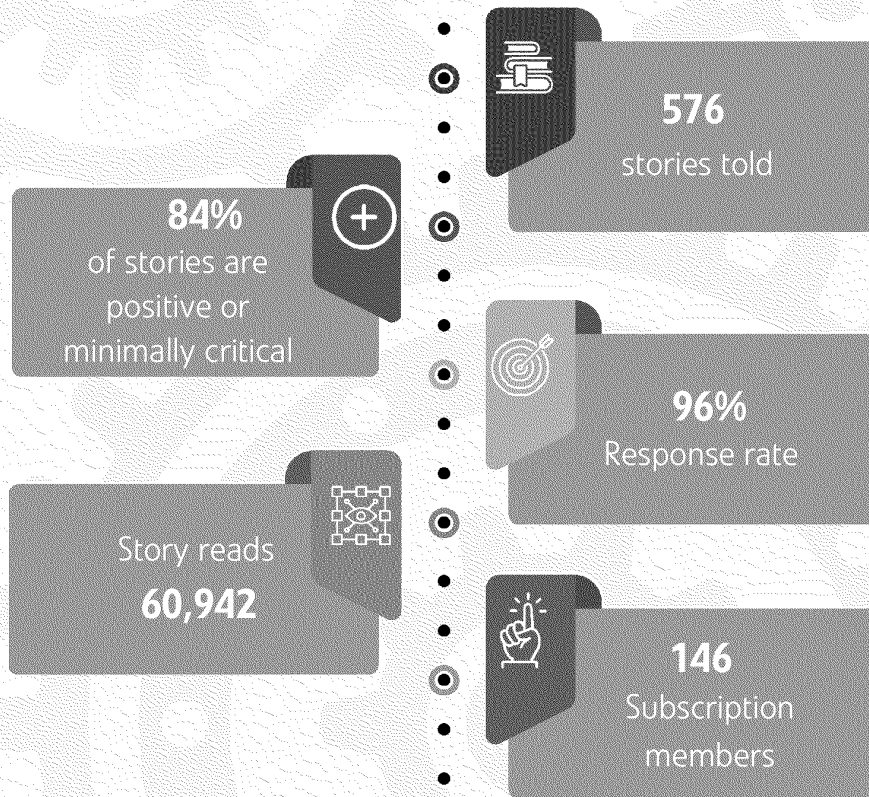 576
stories told
84%
of stories are
positive or
minimally critical
96%
Response rate
Story reads
60,942
146
Subscription
members